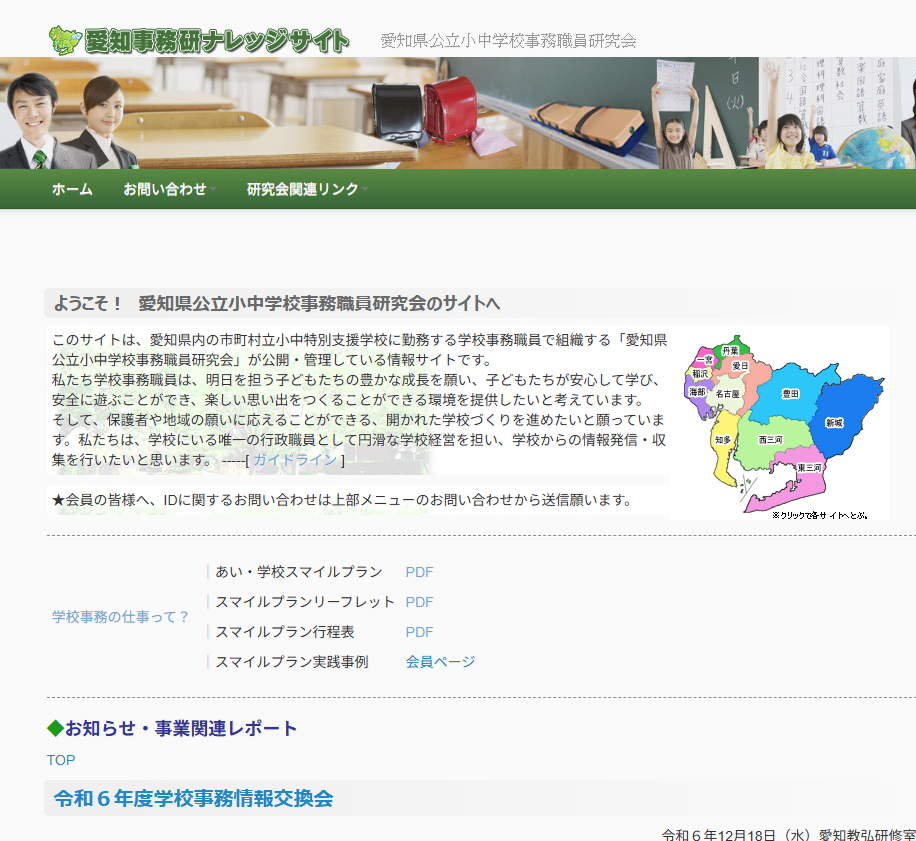 愛知事務研ナレッジサイト
愛知県公立小中学校事務職員研究会
ホーム
お問い合わせ
研究会関連リンク
ようこそ！　愛知県公立小中学校事務職員研究会のサイトへ
このサイトは、愛知県内の市町村立小中特別支援学校に勤務する学校事務職員で組織する「愛知県
公立小中学校事務職員研究会」が公開・管理している情報サイトです。
私たち学校事務職員は、明日を担う子どもたちの豊かな成長を願い、子どもたちが安心して学び、
安全に遊ぶことができ、楽しい思い出をつくることができる環境を提供したいと考えています。
そして、保護者や地域の願いに応えることができる、開かれた学校づくりを進めたいと願っていま
す。私たちは、学校にいる唯一の行政職員として円滑な学校経営を担い、学校からの情報発信・収
集を行いたいと思います。 -----[ ガイドライン ]
★会員の皆様へ、IDに関するお問い合わせは上部メニューのお問い合わせから送信願います。
丹葉
一宮
愛日
稲沢
海部
名古屋
豊田
新城
知多
西三河
東三河
※クリックで各サイトへとぶ。
学校事務の仕事って？
あい・学校スマイルプラン PDF
スマイルプランリーフレット PDF
スマイルプラン行程表 PDF
スマイルプラン実践事例 会員ページ
◆お知らせ・事業関連レポート
TOP
令和６年度学校事務情報交換会
令和６年12月18日（水）愛知教弘研修室